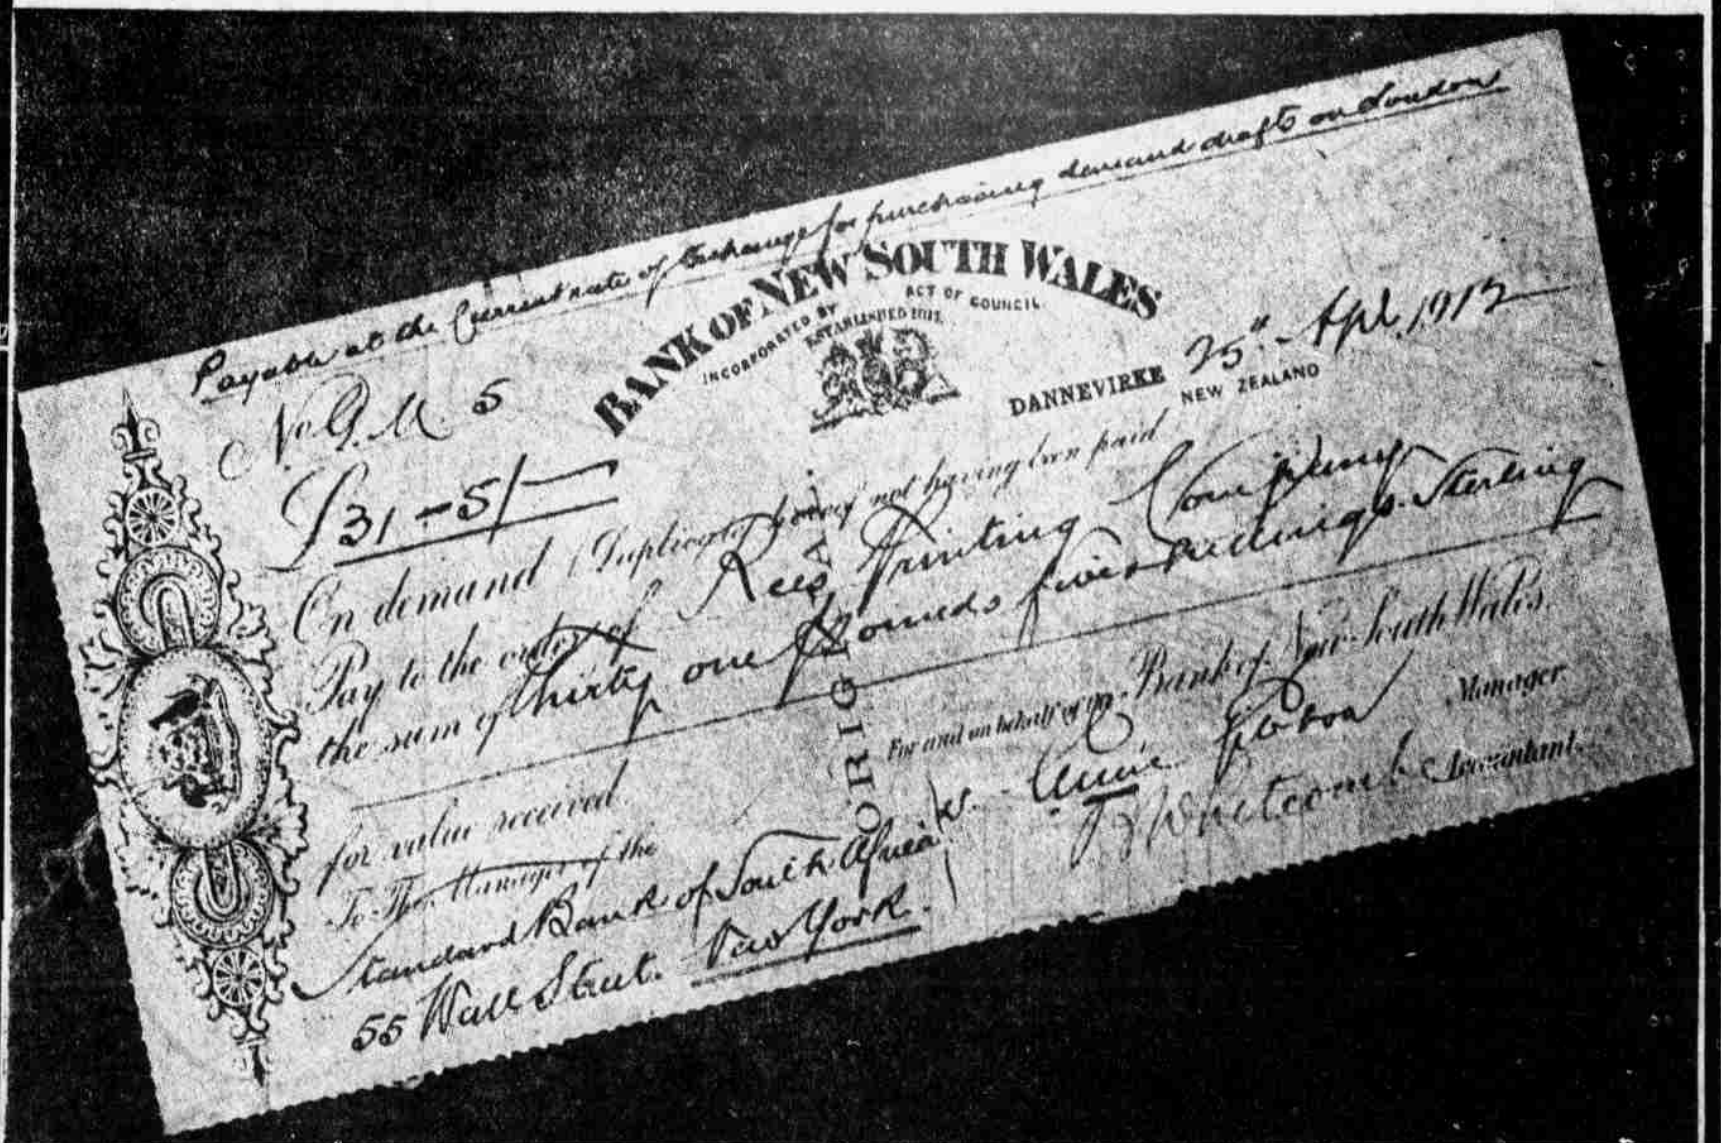 Payable at the Current rate of Exchange for purchasing demand draft on London
BANK OF NEW SOUTH WALES
INCORPORATED BY ACT OF COUNCIL.
ESTABLISHED 1817.
No G.M. 5
DANNEVIRKE 25" Apl, 1912
NEW ZEALAND
£31-5/-
On demand (Duplicate hereof not having been paid
Pay to the order of Rees Printing Company
the sum of thirty one Pounds five shillings Sterling
for value received.
ORIGINAL
For and on behalf of the Bank of New South Wales.
Manager.
To The Manager of the
Standard Bank of South Africa
Accountant.
55 Wall Street. New York.